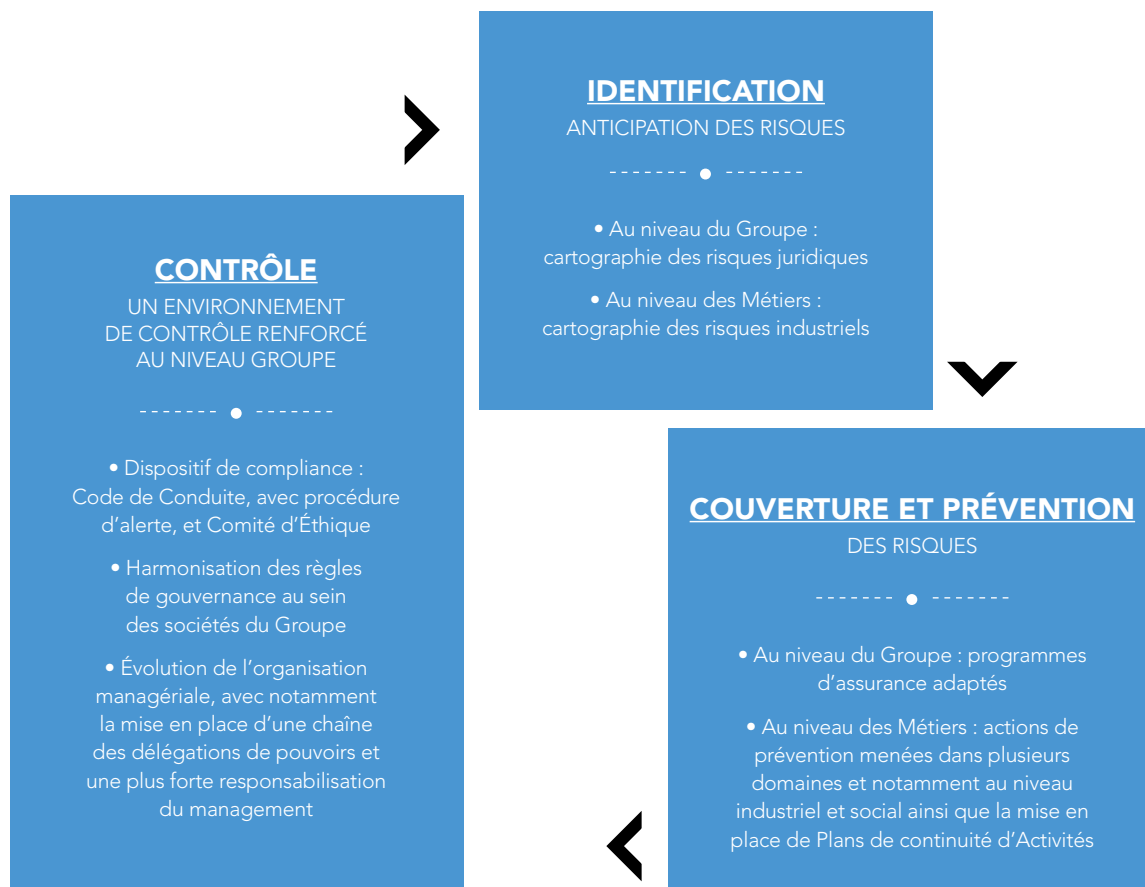 IDENTIFICATION
ANTICIPATION DES RISQUES
• Au niveau du Groupe :
cartographie des risques juridiques
• Au niveau des Métiers :
cartographie des risques industriels
COUVERTURE ET PRÉVENTION
DES RISQUES
• Au niveau du Groupe : programmes
d’assurance adaptés
• Au niveau des Métiers : actions de
prévention menées dans plusieurs
domaines et notamment au niveau
industriel et social ainsi que la mise en
place de Plans de continuité d’Activités
CONTRÔLE
UN ENVIRONNEMENT
DE CONTRÔLE RENFORCÉ
AU NIVEAU GROUPE
• Dispositif de compliance :
Code de Conduite, avec procédure
d’alerte, et Comité d’Éthique
• Harmonisation des règles
de gouvernance au sein
des sociétés du Groupe
• Évolution de l’organisation
managériale, avec notamment
la mise en place d’une chaîne
des délégations de pouvoirs et
une plus forte responsabilisation
du management